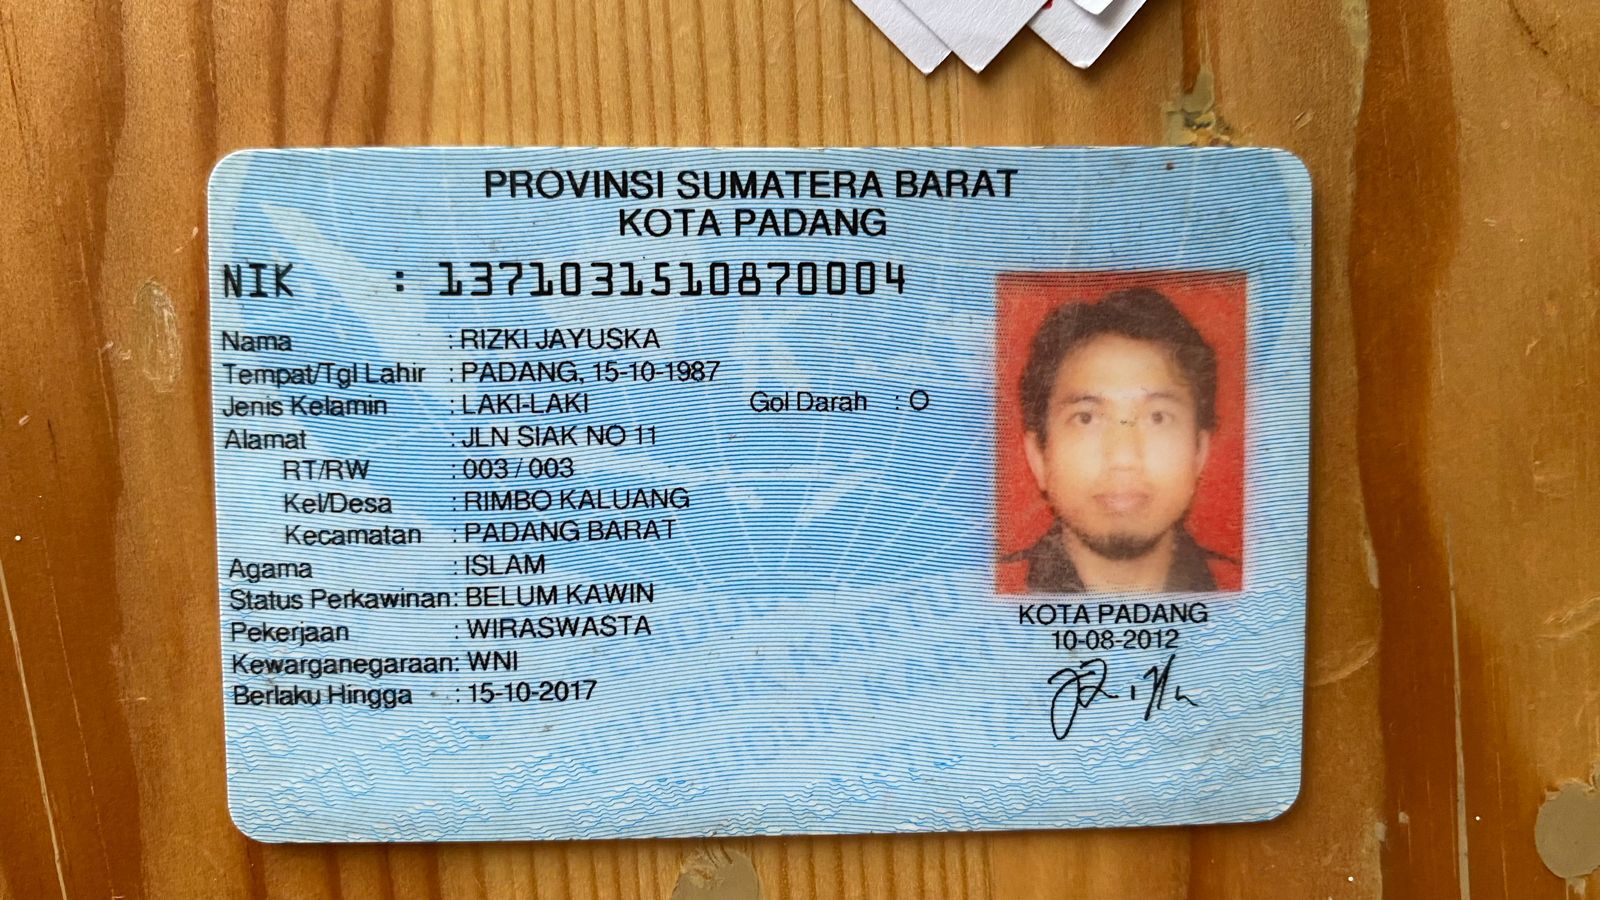 PROVINSI SUMATERA BARAT
KOTA PADANG
NIK : 1371031510870004
Nama : RIZKI JAYUSKA
Tempat/Tgl Lahir : PADANG, 15-10-1987
Jenis Kelamin : LAKI-LAKI Gol Darah : O
Alamat : JLN SIAK NO 11
RT/RW : 003 / 003
Kel/Desa : RIMBO KALUANG
Kecamatan : PADANG BARAT
Agama : ISLAM
Status Perkawinan: BELUM KAWIN
Pekerjaan : WIRASWASTA
Kewarganegaraan: WNI
Berlaku Hingga : 15-10-2017
KOTA PADANG
10-08-2012